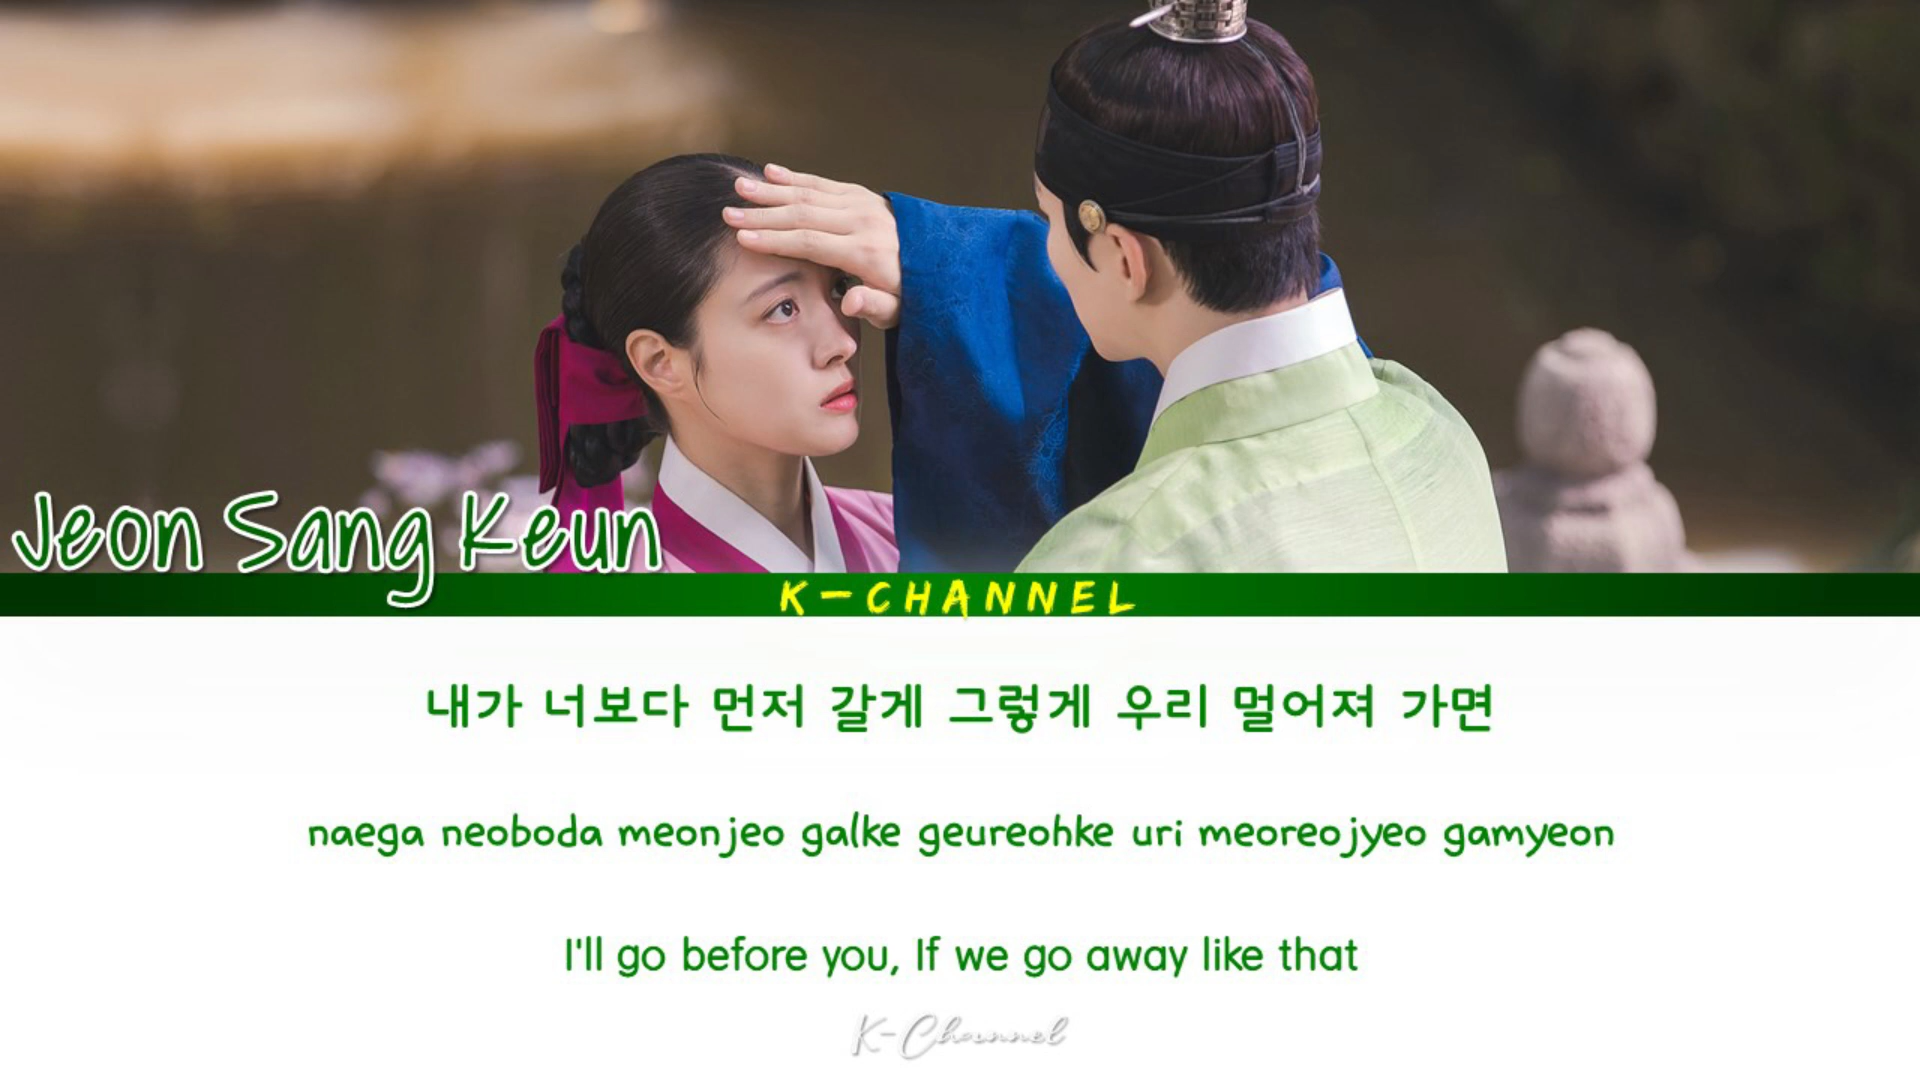 Jeon Sang Keun
K-CHANNEL
내가 너보다 먼저 갈게 그렇게 우리 멀어져 가면
naega neoboda meonjeo galke geureohke uri meoreojyeo gamyeon
I'll go before you, If we go away like that
K-Channel